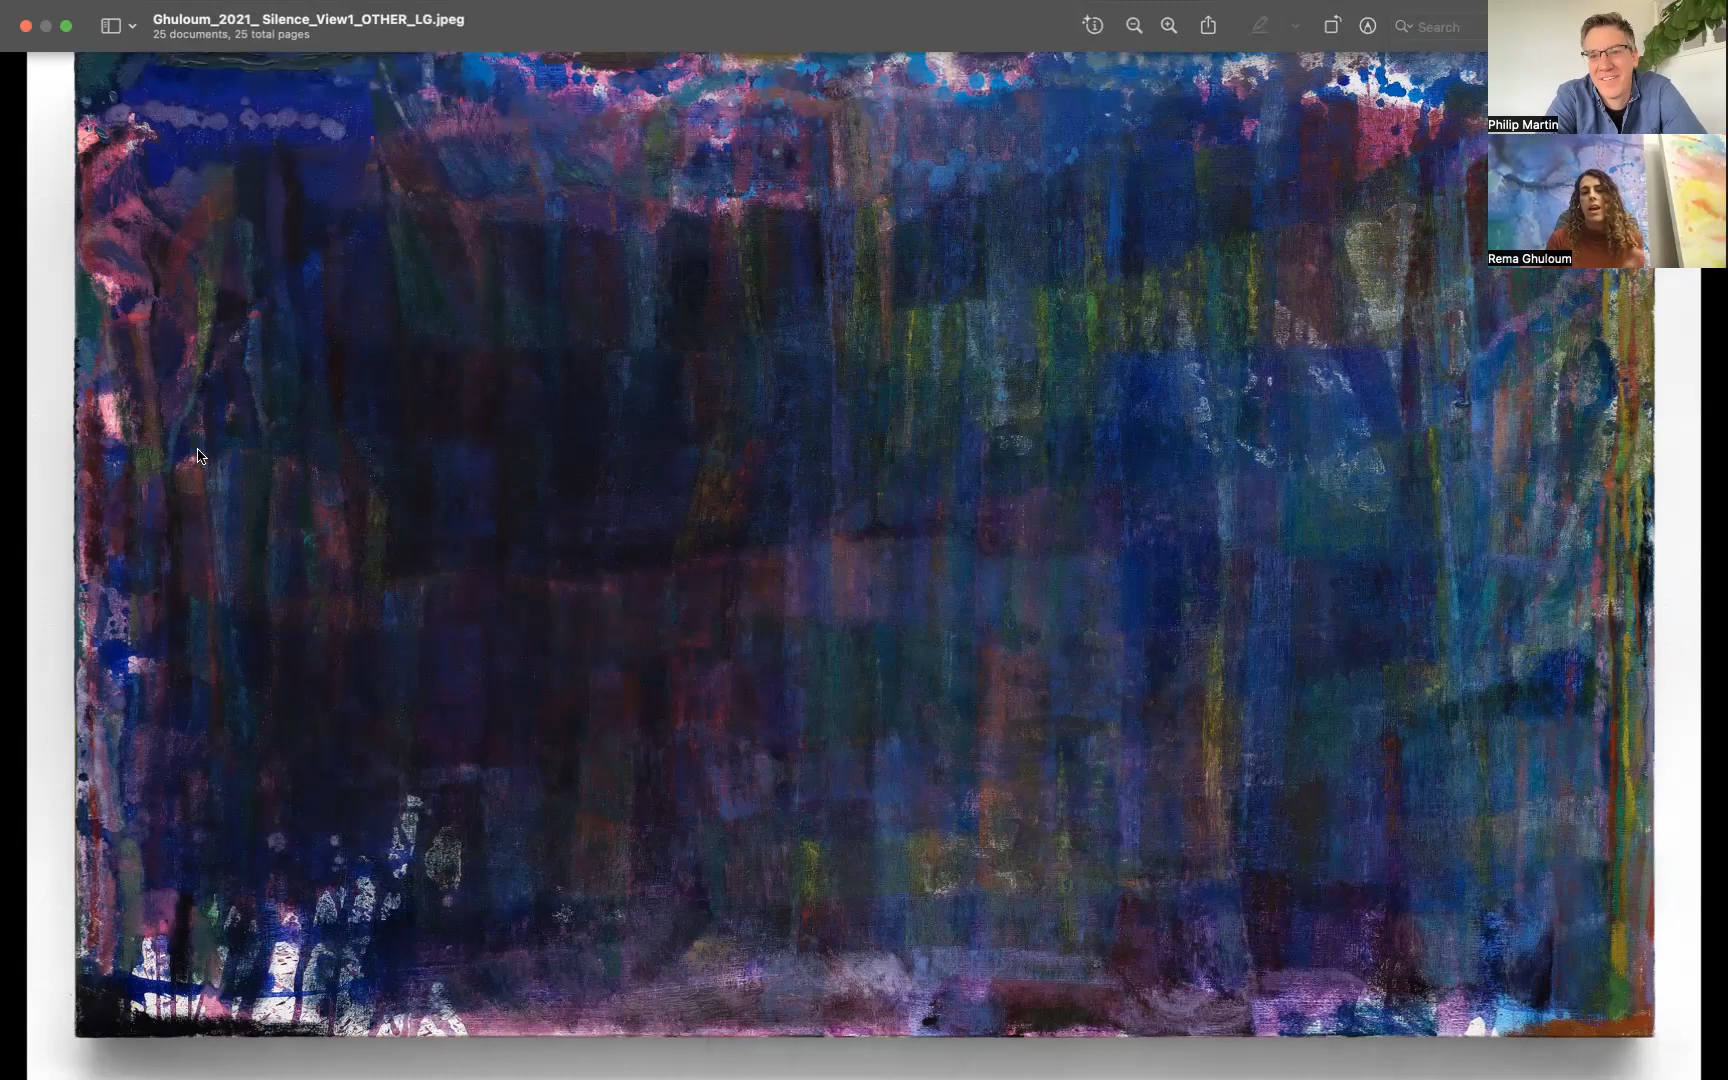 Ghuloum_2021_ Silence_View1_OTHER_LG.jpeg
25 documents, 25 total pages
Search
Philip Martin
Rema Ghuloum